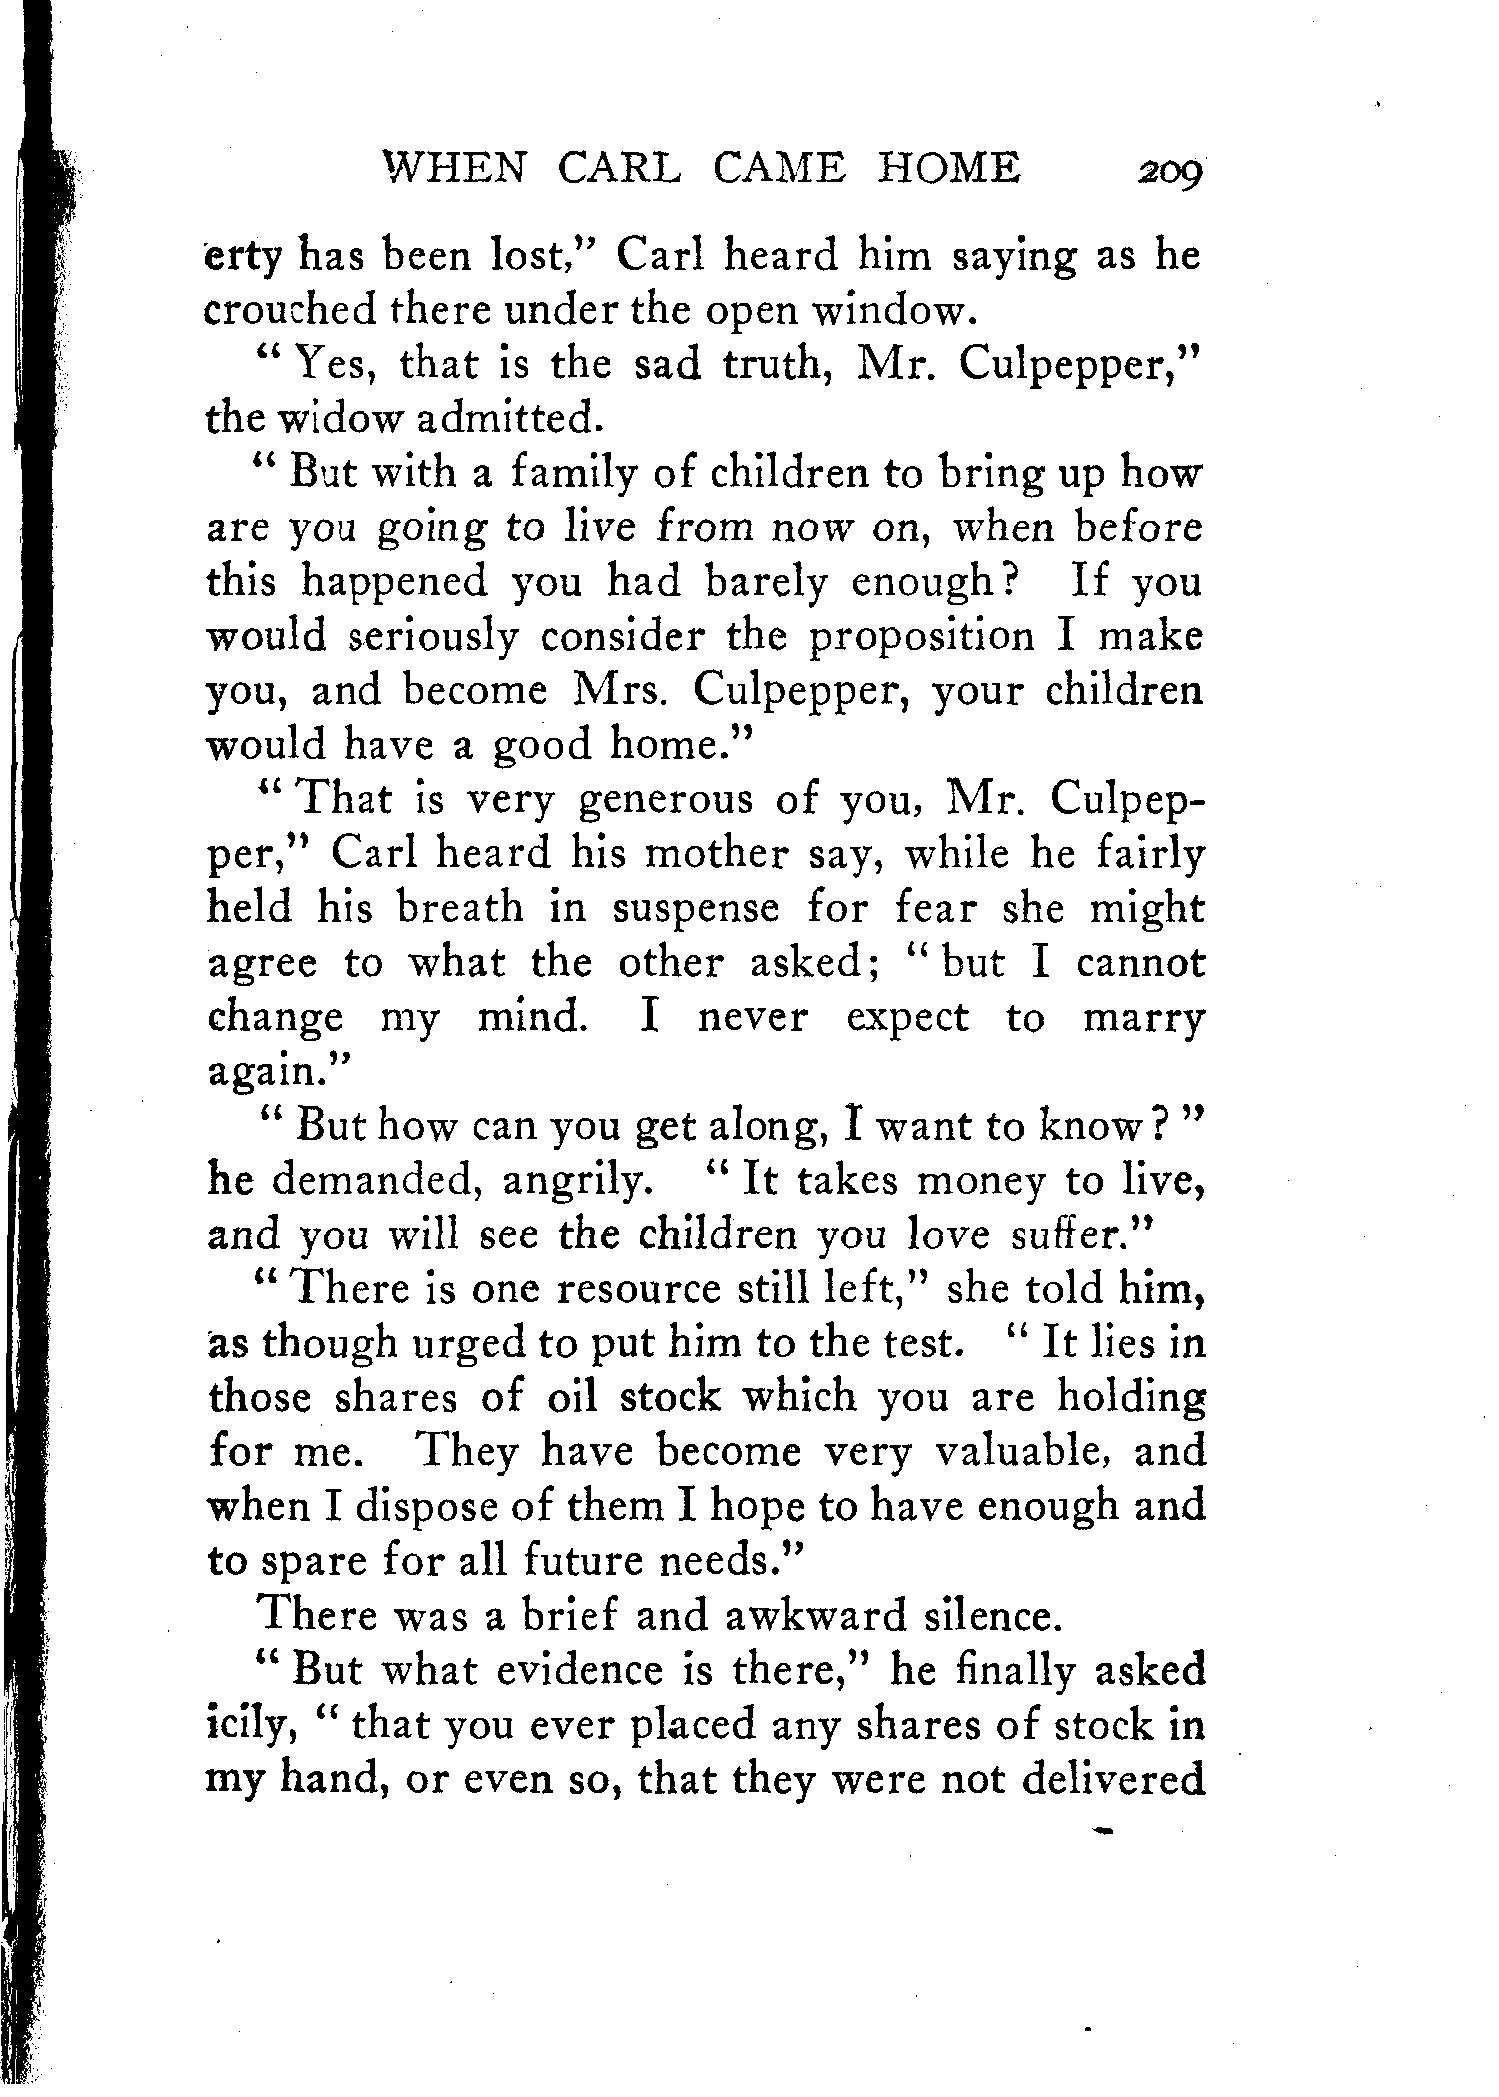 WHEN CARL CAME HOME 209
erty has been lost,” Carl heard him saying as he
crouched there under the open window.
“ Yes, that is the sad truth, Mr. Culpepper,”
the widow admitted.
“ But with a family of children to bring up how
are you going to live from now on, when before
this happened you had barely enough? If you
would seriously consider the proposition I make
you, and become Mrs. Culpepper, your children
would have a good home.”
“ That is very generous of you, Mr. Culpep-
per,” Carl heard his mother say, while he fairly
held his breath in suspense for fear she might
agree to what the other asked; “ but I cannot
change my mind. I never expect to marry
again.”
“ But how can you get along, I want to know? ”
he demanded, angrily. “ It takes money to live,
and you will see the children you love suffer.”
“ There is one resource still left,” she told him,
as though urged to put him to the test. “ It lies in
those shares of oil stock which you are holding
for me. They have become very valuable, and
when I dispose of them I hope to have enough and
to spare for all future needs.”
There was a brief and awkward silence.
“ But what evidence is there,” he finally asked
icily, “ that you ever placed any shares of stock in
my hand, or even so, that they were not delivered